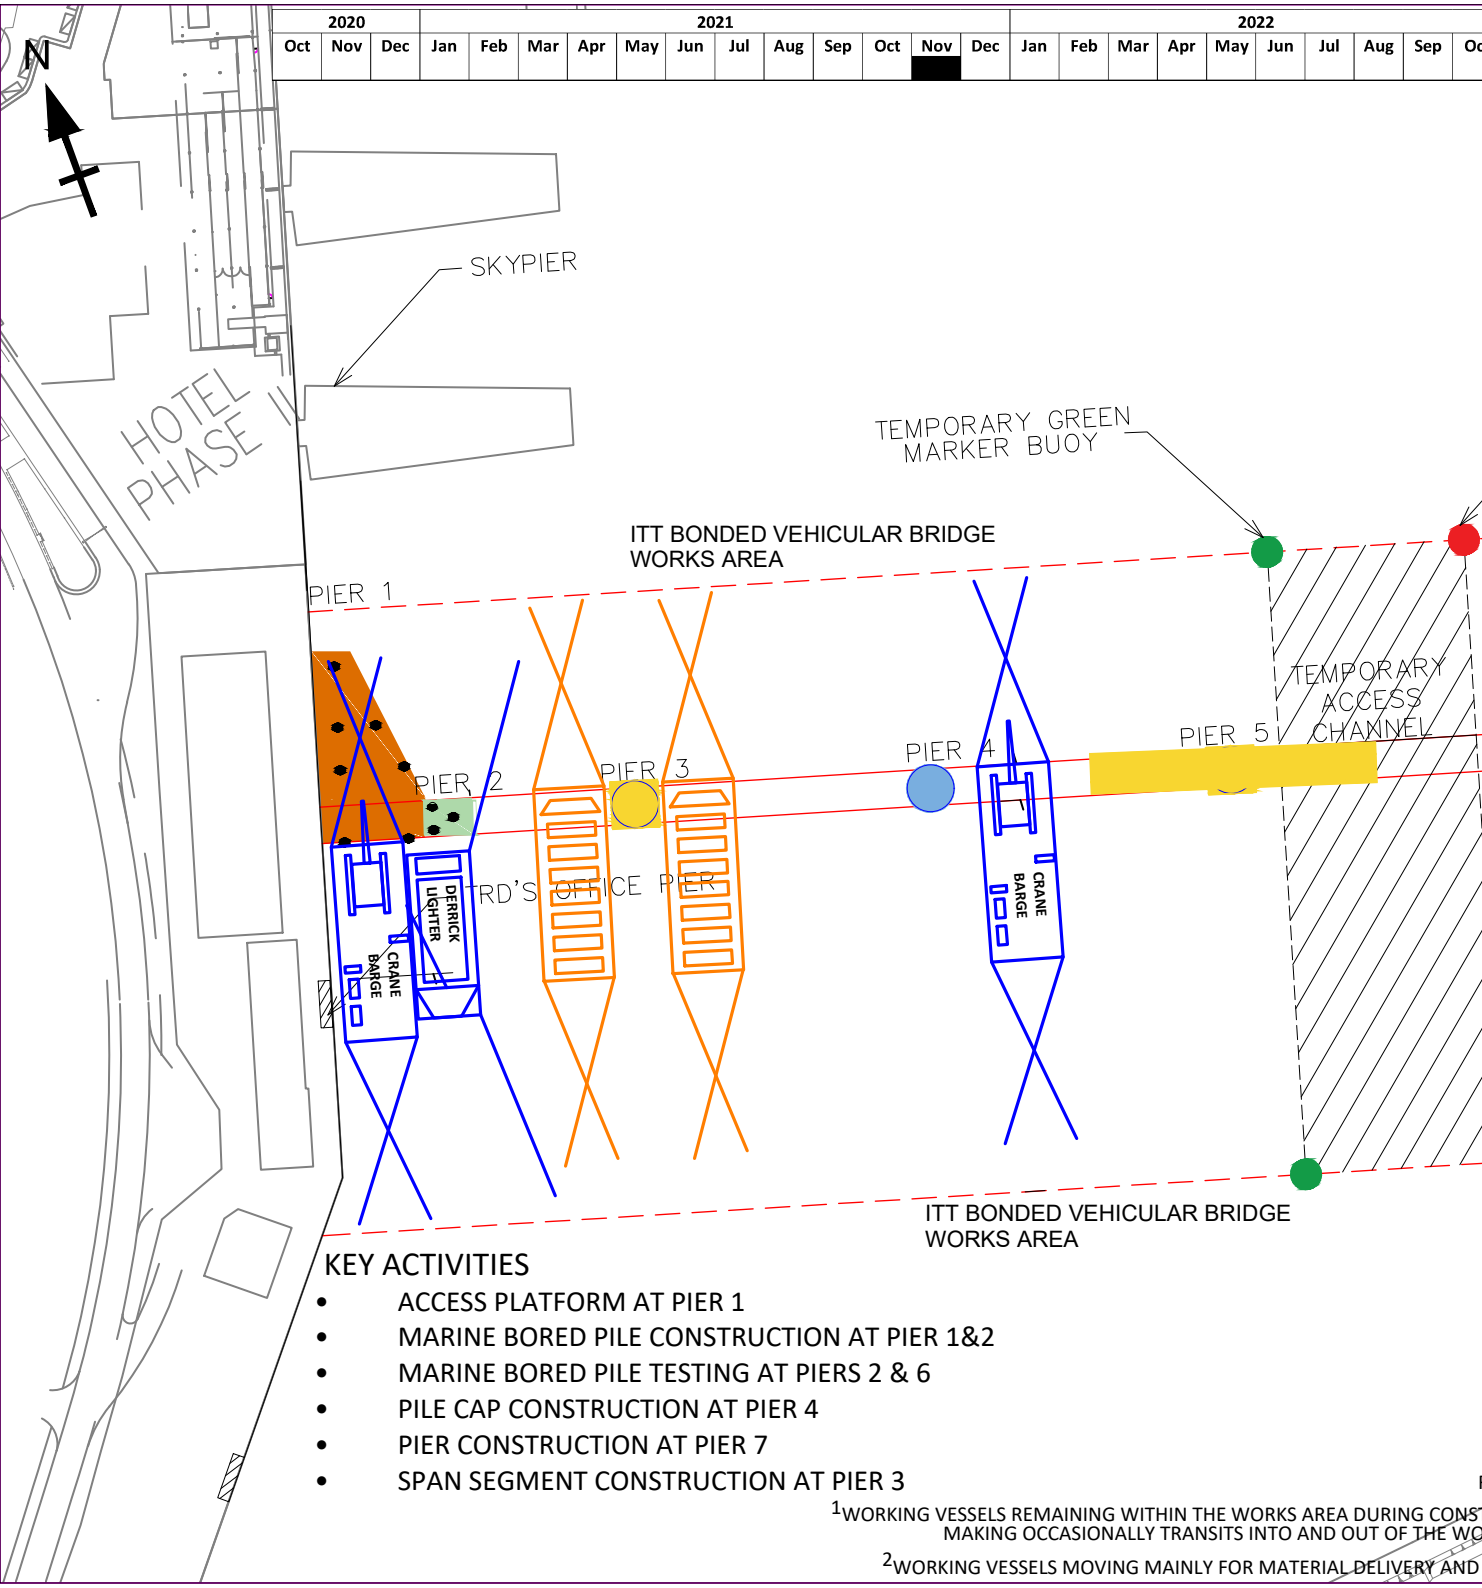 2020 2021 2022
Oct Nov Dec Jan Feb Mar Apr May Jun Jul Aug Sep Oct Nov Dec Jan Feb Mar Apr May Jun Jul Aug Sep
N
SKYPIER
HOTEL
PHASE II
TEMPORARY GREEN
MARKER BUOY
ITT BONDED VEHICULAR BRIDGE
WORKS AREA
PIER 1
TEMPORARY
ACCESS
CHANNEL
PIER 2
PIER 3
PIER 4
PIER 5
TRD'S OFFICE PIER
DERRICK
LIGHTER
CRANE
BARGE
CRANE
BARGE
ITT BONDED VEHICULAR BRIDGE
WORKS AREA
KEY ACTIVITIES
• ACCESS PLATFORM AT PIER 1
• MARINE BORED PILE CONSTRUCTION AT PIER 1&2
• MARINE BORED PILE TESTING AT PIERS 2 & 6
• PILE CAP CONSTRUCTION AT PIER 4
• PIER CONSTRUCTION AT PIER 7
• SPAN SEGMENT CONSTRUCTION AT PIER 3
1WORKING VESSELS REMAINING WITHIN THE WORKS AREA DURING CONST
MAKING OCCASIONALLY TRANSITS INTO AND OUT OF THE WO
2WORKING VESSELS MOVING MAINLY FOR MATERIAL DELIVERY AND